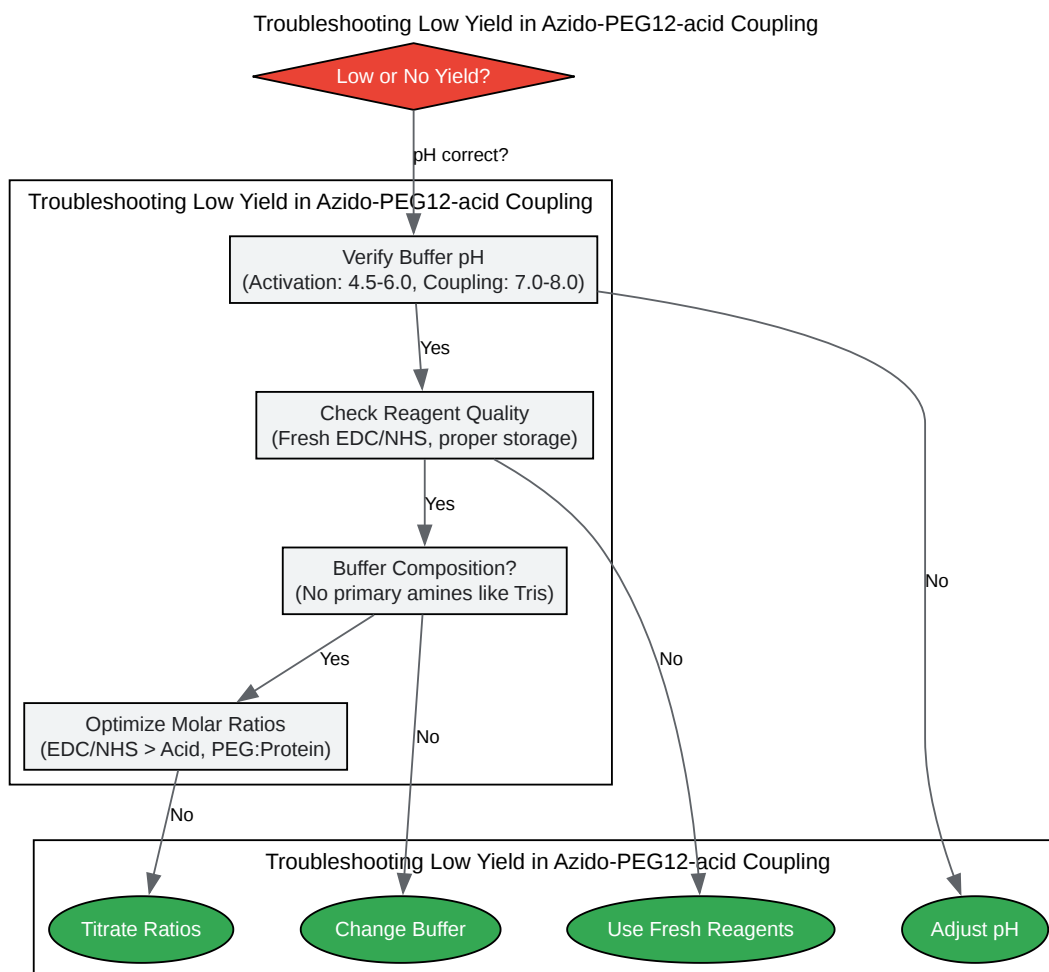 Troubleshooting Low Yield in Azido-PEG12-acid Coupling
Low or No Yield?
pH correct?
Troubleshooting Low Yield in Azido-PEG12-acid Coupling
Verify Buffer pH
(Activation: 4.5-6.0, Coupling: 7.0-8.0)
Yes
Check Reagent Quality
(Fresh EDC/NHS, proper storage)
Yes
Buffer Composition?
(No primary amines like Tris)
No
Yes
No
Optimize Molar Ratios
(EDC/NHS > Acid, PEG:Protein)
No
No
Troubleshooting Low Yield in Azido-PEG12-acid Coupling
Titrate Ratios
Change Buffer
Use Fresh Reagents
Adjust pH